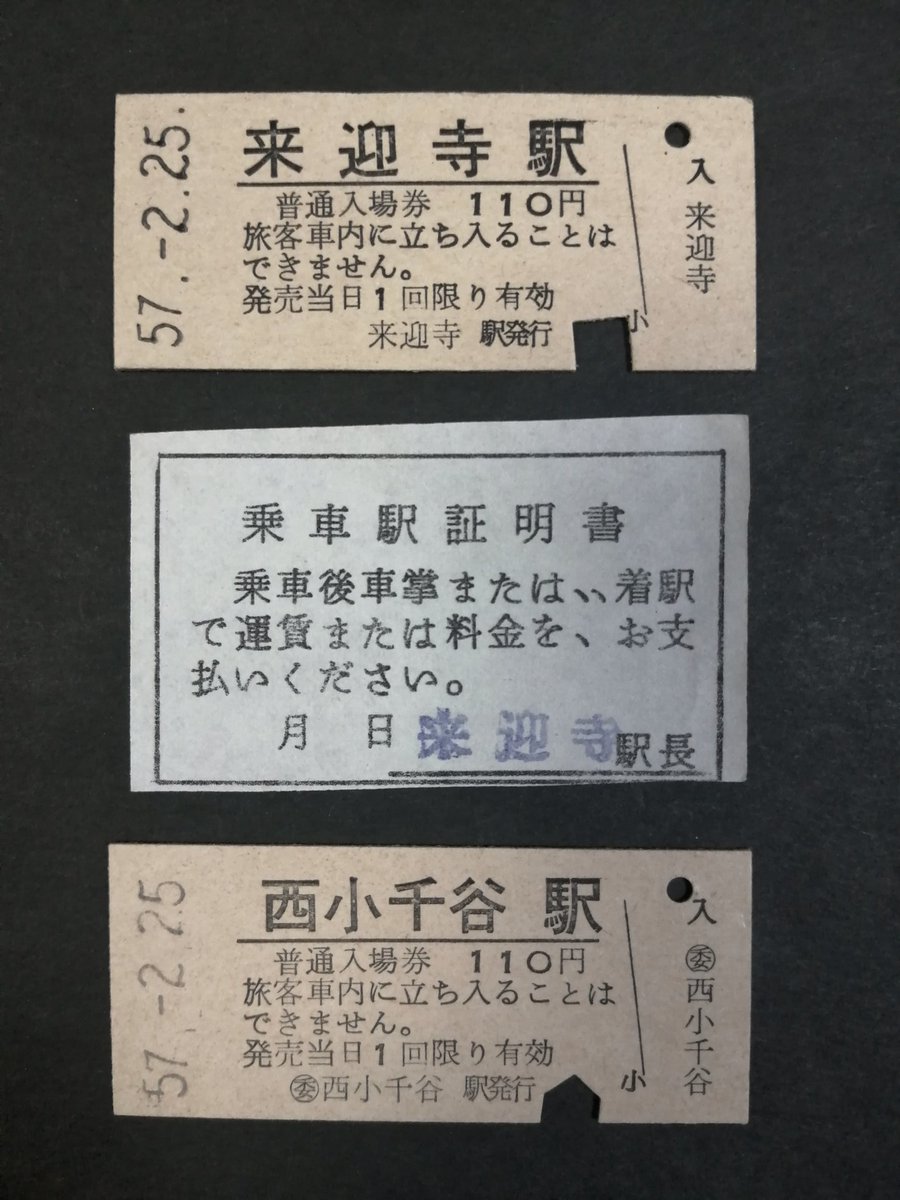 57.-2.25.
来迎寺駅
普通入場券 110円
旅客車内に立ち入ることは
できません。
発売当日1回限り有効
来迎寺 駅発行
小
入
来迎寺
乗車駅証明書
乗車後車掌または、、着駅
で運賃または料金を、お支
払いください。
月 日 来迎寺駅長
57.-2.25
西小千谷駅
普通入場券 110円
旅客車内に立ち入ることは
できません。
発売当日1回限り有効
㊙西小千谷 駅発行
小
入
委西小千谷